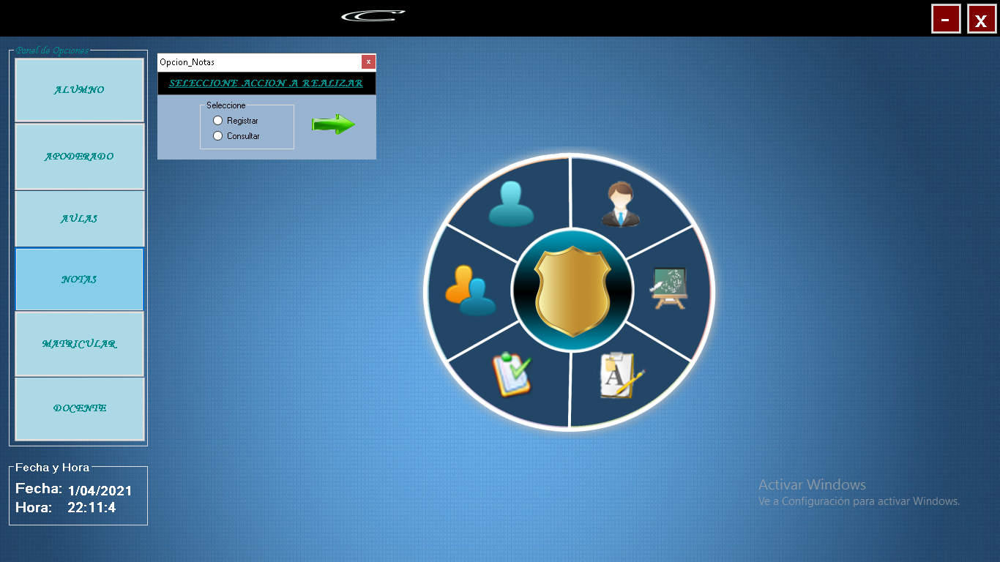 C
-
x
Panel de Opciones
ALUMNO
APODERADO
AULAS
NOTAS
MATRICULAR
DOCENTE
Opcion_Notas
x
SELECCIONE ACCION A REALIZAR
Seleccione
Registrar
Consultar
A
Fecha y Hora
Fecha: 1/04/2021
Hora: 22:11:4
Activar Windows
Ve a Configuración para activar Windows.